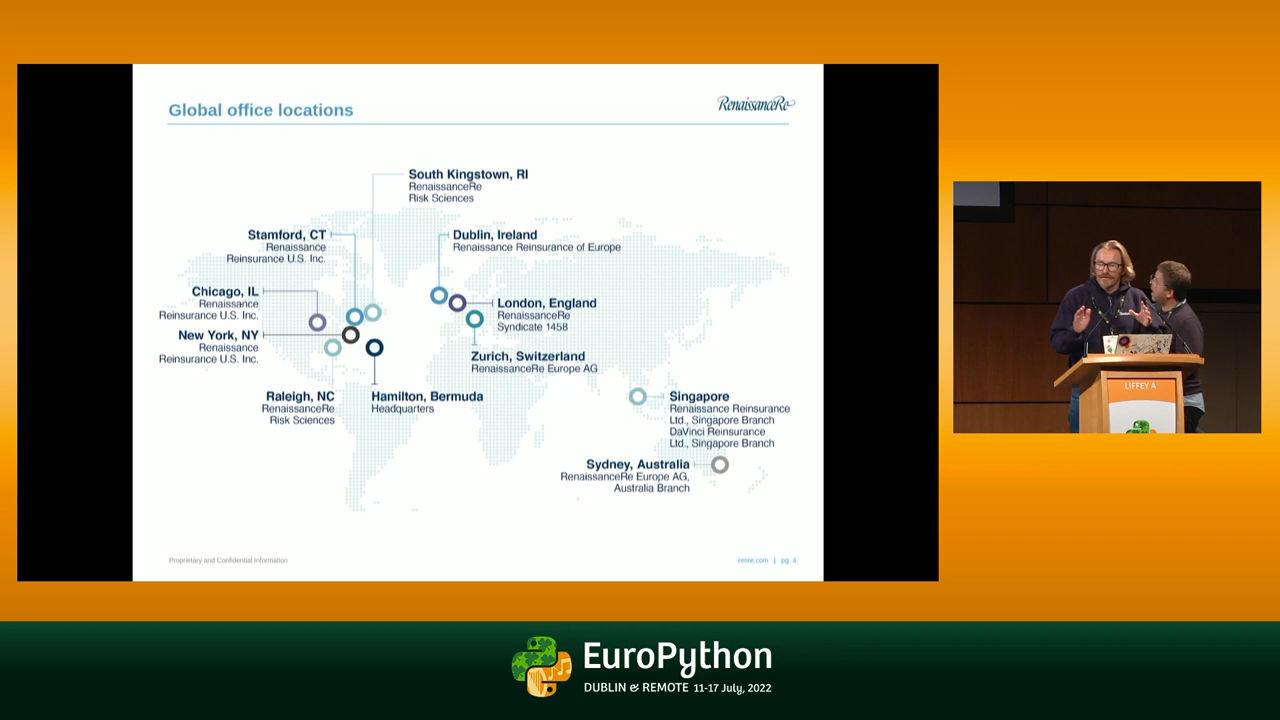 Global office locations
RenaissanceRe
South Kingstown, RI
RenaissanceRe
Risk Sciences
Stamford, CT
Renaissance
Reinsurance U.S. Inc.
Dublin, Ireland
Renaissance Reinsurance of Europe
Chicago, IL
Renaissance
Reinsurance U.S. Inc.
London, England
RenaissanceRe
Syndicate 1458
New York, NY
Renaissance
Reinsurance U.S. Inc.
Zurich, Switzerland
RenaissanceRe Europe AG
Raleigh, NC
RenaissanceRe
Risk Sciences
Hamilton, Bermuda
Headquarters
Singapore
Renaissance Reinsurance
Ltd., Singapore Branch
DaVinci Reinsurance
Ltd., Singapore Branch
Sydney, Australia
RenaissanceRe Europe AG,
Australia Branch
Proprietary and Confidential Information
renre.com | pg. 4
LIFFEY A
EuroPython
DUBLIN & REMOTE 11-17 July, 2022